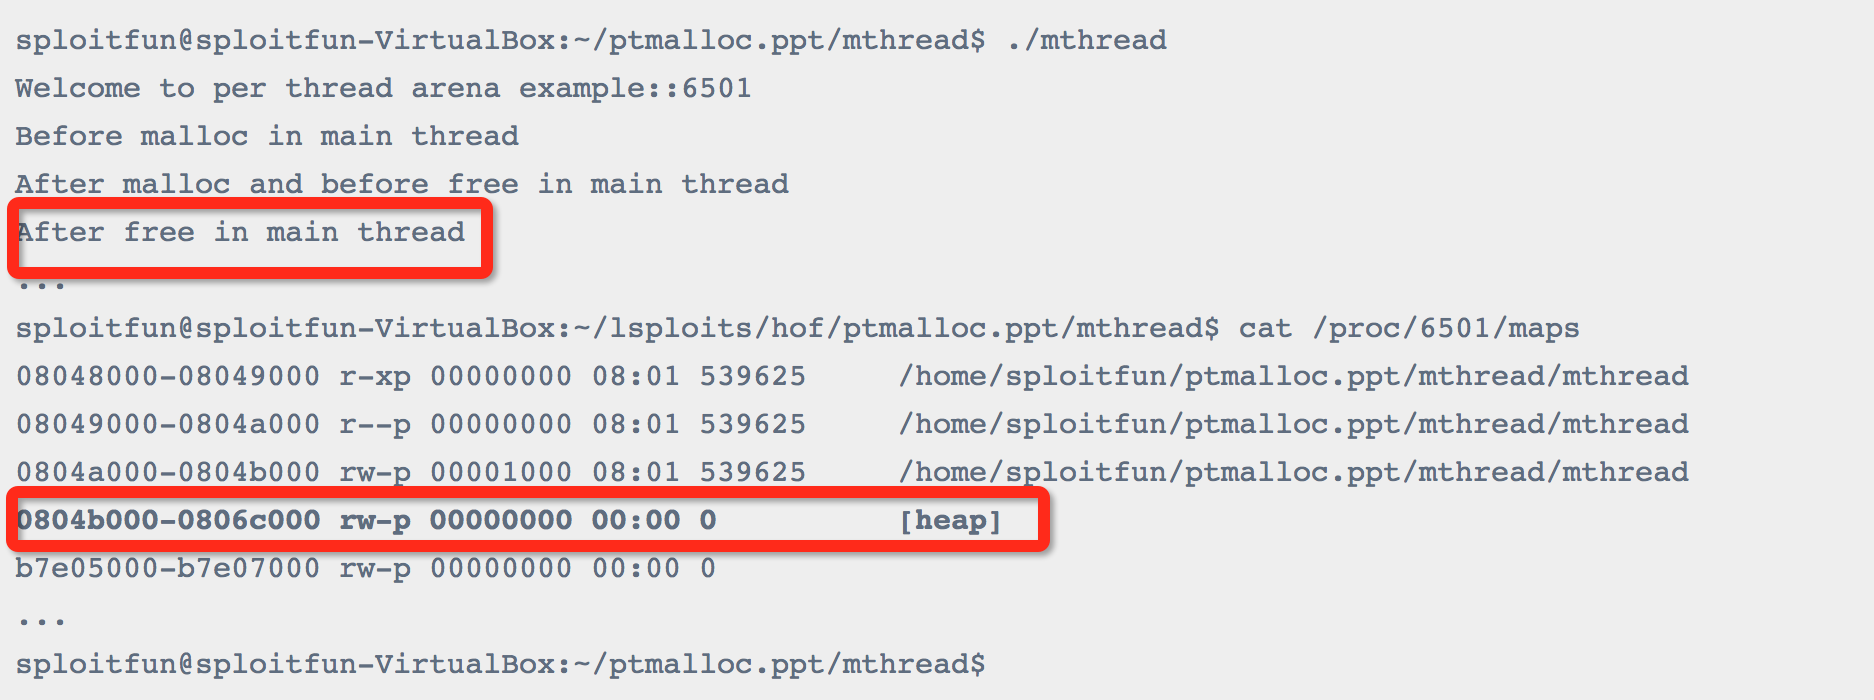 sploitfun@sploitfun-VirtualBox:~/ptmalloc.ppt/mthread$ ./mthread
Welcome to per thread arena example::6501
Before malloc in main thread
After malloc and before free in main thread
After free in main thread
...
sploitfun@sploitfun-VirtualBox:~/lsploits/hof/ptmalloc.ppt/mthread$ cat /proc/6501/maps
08048000-08049000 r-xp 00000000 08:01 539625     /home/sploitfun/ptmalloc.ppt/mthread/mthread
08049000-0804a000 r--p 00000000 08:01 539625     /home/sploitfun/ptmalloc.ppt/mthread/mthread
0804a000-0804b000 rw-p 00001000 08:01 539625     /home/sploitfun/ptmalloc.ppt/mthread/mthread
0804b000-0806c000 rw-p 00000000 00:00 0          [heap]
b7e05000-b7e07000 rw-p 00000000 00:00 0
...
sploitfun@sploitfun-VirtualBox:~/ptmalloc.ppt/mthread$